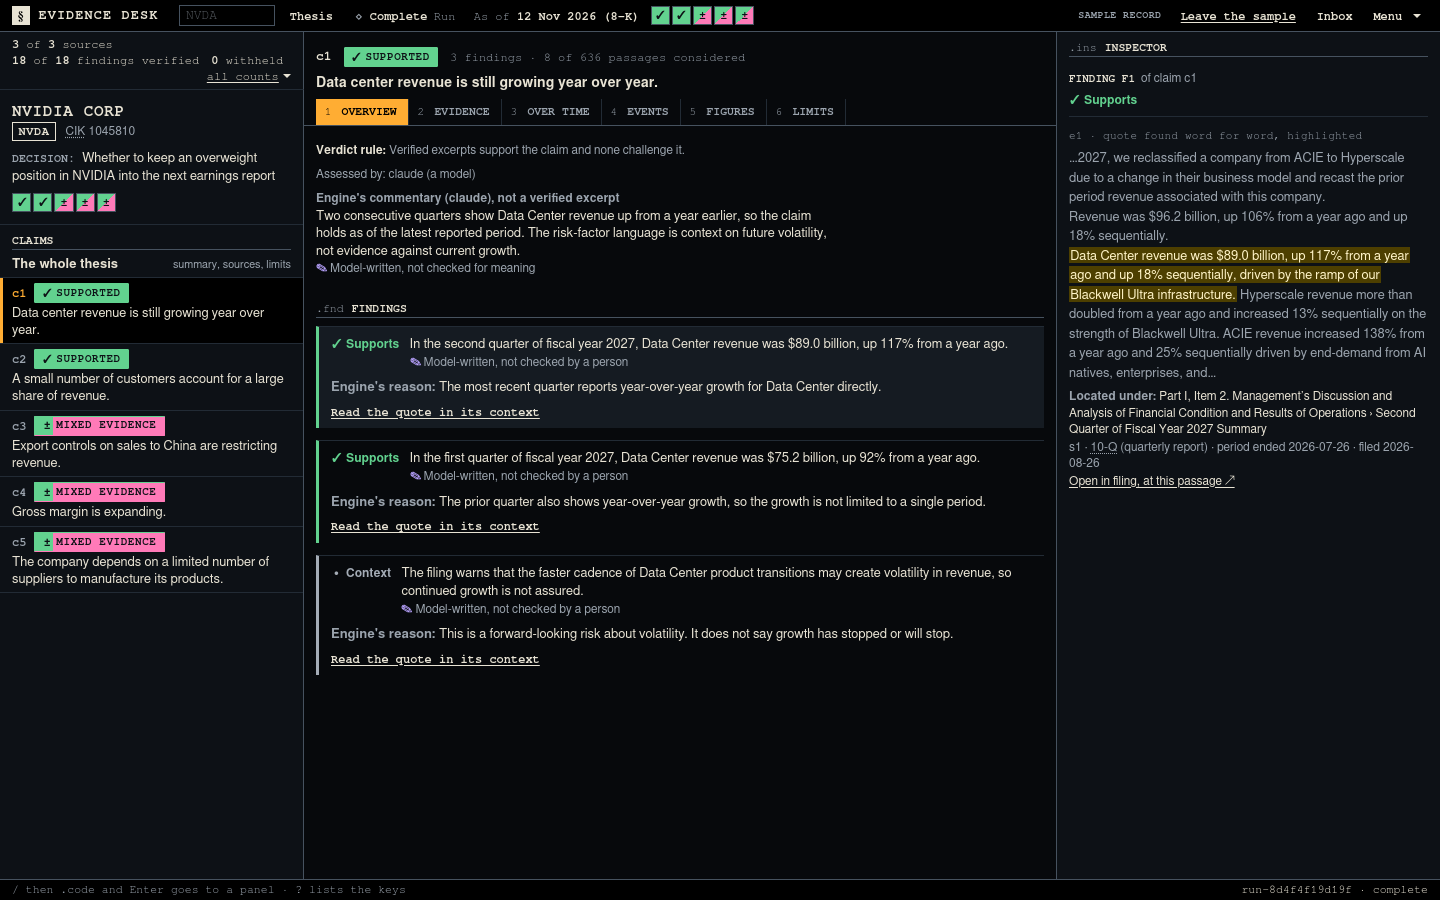 § EVIDENCE DESK NVDA Thesis ◇ Complete Run As of 12 Nov 2026 (8-K) ✓ ✓ ± ± ± SAMPLE RECORD Leave the sample Inbox Menu
3 of 3 sources
18 of 18 findings verified 0 withheld
all counts
NVIDIA CORP
NVDA CIK 1045810
DECISION: Whether to keep an overweight
position in NVIDIA into the next earnings report
✓ ✓ ± ± ±
CLAIMS
The whole thesis summary, sources, limits
c1 ✓ SUPPORTED
Data center revenue is still growing year over
year.
c2 ✓ SUPPORTED
A small number of customers account for a large
share of revenue.
c3 ± MIXED EVIDENCE
Export controls on sales to China are restricting
revenue.
c4 ± MIXED EVIDENCE
Gross margin is expanding.
c5 ± MIXED EVIDENCE
The company depends on a limited number of
suppliers to manufacture its products.
c1 ✓ SUPPORTED 3 findings · 8 of 636 passages considered
Data center revenue is still growing year over year.
1 OVERVIEW 2 EVIDENCE 3 OVER TIME 4 EVENTS 5 FIGURES 6 LIMITS
Verdict rule: Verified excerpts support the claim and none challenge it.
Assessed by: claude (a model)
Engine's commentary (claude), not a verified excerpt
Two consecutive quarters show Data Center revenue up from a year earlier, so the claim
holds as of the latest reported period. The risk-factor language is context on future volatility,
not evidence against current growth.
✎ Model-written, not checked for meaning
.fnd FINDINGS
✓ Supports In the second quarter of fiscal year 2027, Data Center revenue was $89.0 billion, up 117% from a year ago.
✎ Model-written, not checked by a person
Engine's reason: The most recent quarter reports year-over-year growth for Data Center directly.
Read the quote in its context
✓ Supports In the first quarter of fiscal year 2027, Data Center revenue was $75.2 billion, up 92% from a year ago.
✎ Model-written, not checked by a person
Engine's reason: The prior quarter also shows year-over-year growth, so the growth is not limited to a single period.
Read the quote in its context
• Context The filing warns that the faster cadence of Data Center product transitions may create volatility in revenue, so
continued growth is not assured.
✎ Model-written, not checked by a person
Engine's reason: This is a forward-looking risk about volatility. It does not say growth has stopped or will stop.
Read the quote in its context
.ins INSPECTOR
FINDING F1 of claim c1
✓ Supports
e1 · quote found word for word, highlighted
…2027, we reclassified a company from ACIE to Hyperscale
due to a change in their business model and recast the prior
period revenue associated with this company.
Revenue was $96.2 billion, up 106% from a year ago and up
18% sequentially.
Data Center revenue was $89.0 billion, up 117% from a year
ago and up 18% sequentially, driven by the ramp of our
Blackwell Ultra infrastructure. Hyperscale revenue more than
doubled from a year ago and increased 13% sequentially on the
strength of Blackwell Ultra. ACIE revenue increased 138% from
a year ago and 25% sequentially driven by end-demand from AI
natives, enterprises, and…
Located under: Part I, Item 2. Management's Discussion and
Analysis of Financial Condition and Results of Operations › Second
Quarter of Fiscal Year 2027 Summary
s1 · 10-Q (quarterly report) · period ended 2026-07-26 · filed 2026-
08-26
Open in filing, at this passage ↗
/ then .code and Enter goes to a panel · ? lists the keys
run-8d4f4f19d19f · complete